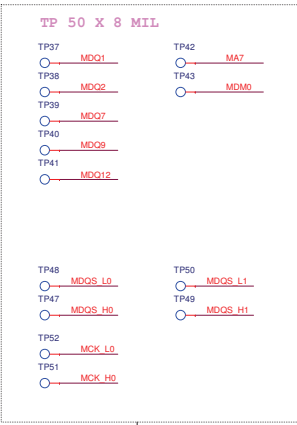 TP 50 X 8 MIL
TP37
MDQ1
TP42
MA7
TP38
MDQ2
TP43
MDM0
TP39
MDQ7
TP40
MDQ9
TP41
MDQ12
TP48
MDQS_L0
TP50
MDQS_L1
TP47
MDQS_H0
TP49
MDQS_H1
TP52
MCK_L0
TP51
MCK_H0